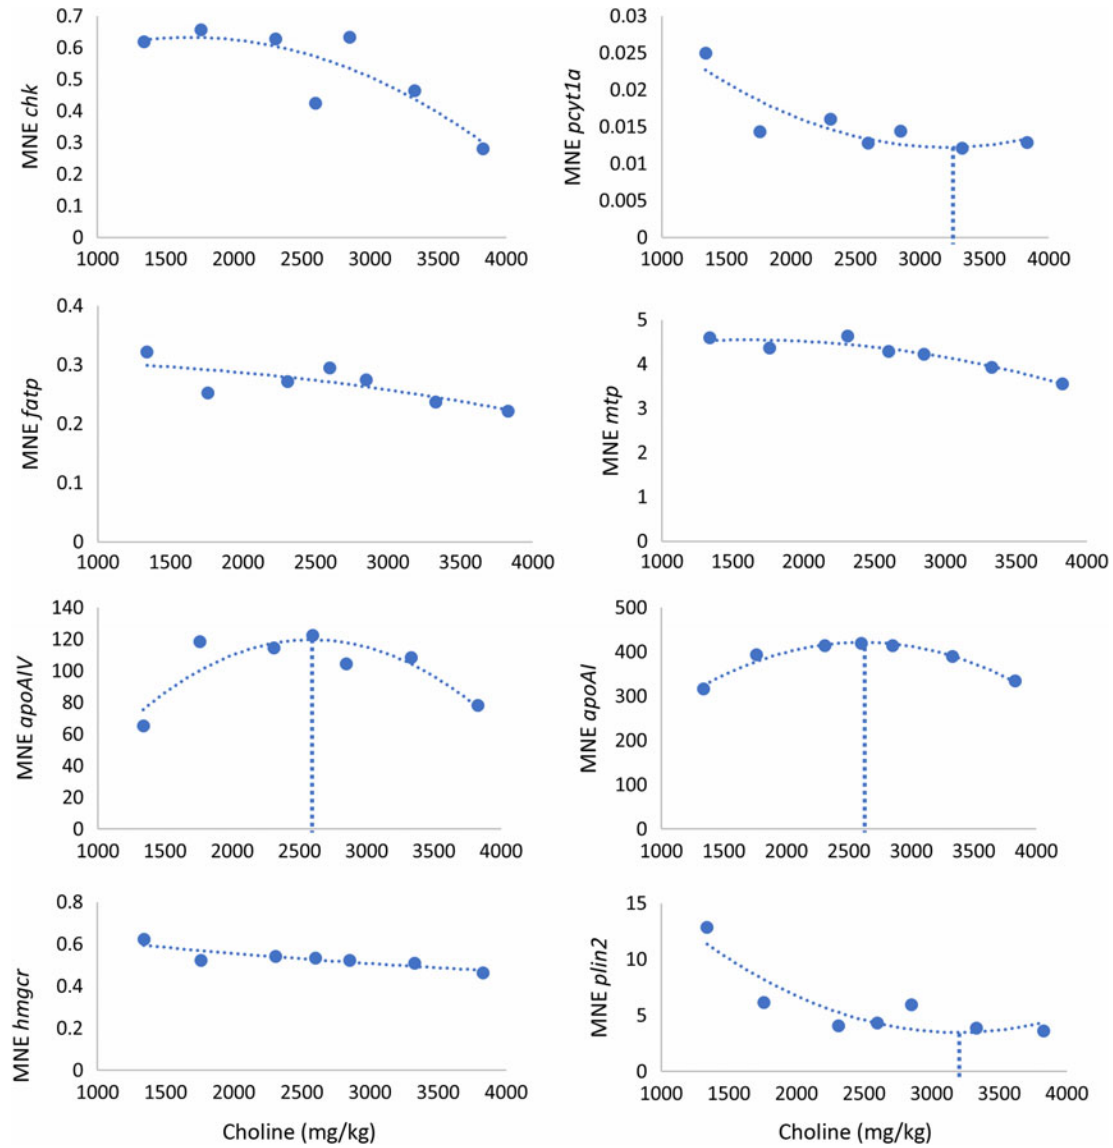 MNE chk
0.7
0.6
0.5
0.4
0.3
0.2
0.1
0
1000 1500 2000 2500 3000 3500 4000
MNE pcyt1a
0.03
0.025
0.02
0.015
0.01
0.005
0
1000 2000 3000 4000
MNE fatp
0.4
0.3
0.2
0.1
0
1000 1500 2000 2500 3000 3500 4000
MNE mtp
5
4
3
2
1
0
1000 1500 2000 2500 3000 3500 4000
MNE apoAIV
140
120
100
80
60
40
20
0
1000 1500 2000 2500 3000 3500 4000
MNE apoAI
500
400
300
200
100
0
1000 1500 2000 2500 3000 3500 4000
MNE hmgcr
0.8
0.6
0.4
0.2
0
1000 1500 2000 2500 3000 3500 4000
Choline (mg/kg)
MNE plin2
15
10
5
0
1000 1500 2000 2500 3000 3500 4000
Choline (mg/kg)